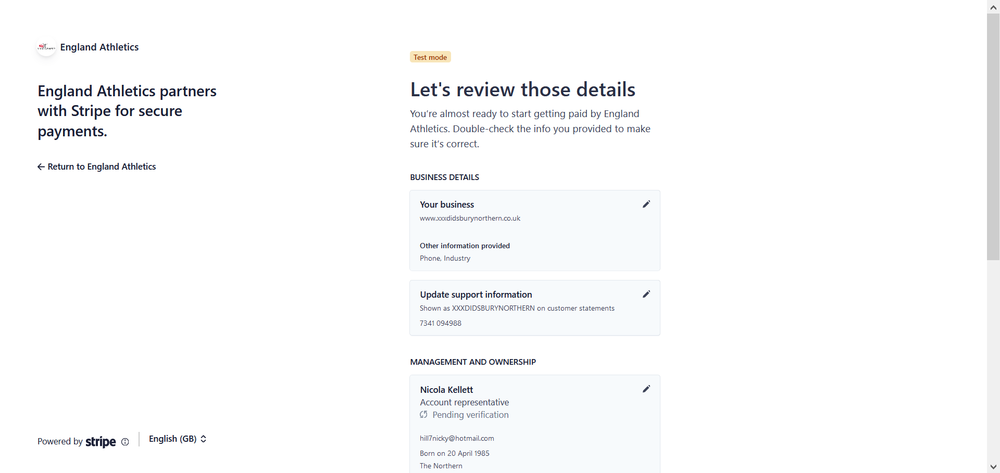 England Athletics
England Athletics partners
with Stripe for secure
payments.
Return to England Athletics
Powered by stripe
English (GB)
Test mode
Let's review those details
You’re almost ready to start getting paid by England
Athletics. Double-check the info you provided to make
sure it’s correct.
BUSINESS DETAILS
Your business
www.xxxdidsburynorthern.co.uk
Other information provided
Phone, Industry
Update support information
Shown as XXXDIDSBURYNORTHERN on customer statements
7341 094988
MANAGEMENT AND OWNERSHIP
Nicola Kellett
Account representative
Pending verification
hill7nicky@hotmail.com
Born on 20 April 1985
The Northern